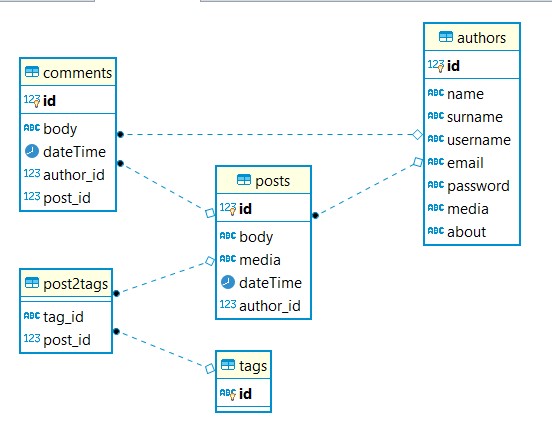 comments
123 id
ABC body
dateTime
123 author_id
123 post_id
authors
123 id
ABC name
ABC surname
ABC username
ABC email
ABC password
ABC media
ABC about
posts
123 id
ABC body
ABC media
dateTime
123 author_id
post2tags
ABC tag_id
123 post_id
tags
ABC id